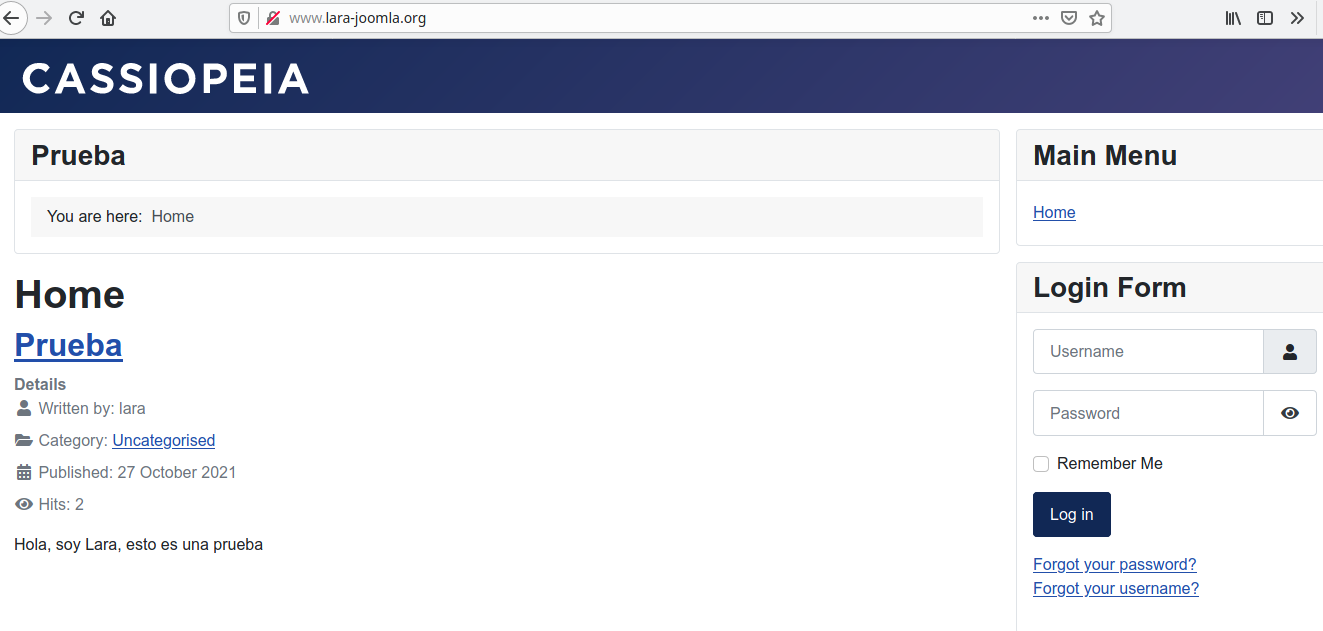 www.lara-joomla.org
CASSIOPEIA
Prueba
You are here: Home
Home
Prueba
Details
Written by: lara
Category: Uncategorised
Published: 27 October 2021
Hits: 2
Hola, soy Lara, esto es una prueba
Main Menu
Home
Login Form
Username
Password
Remember Me
Log in
Forgot your password?
Forgot your username?